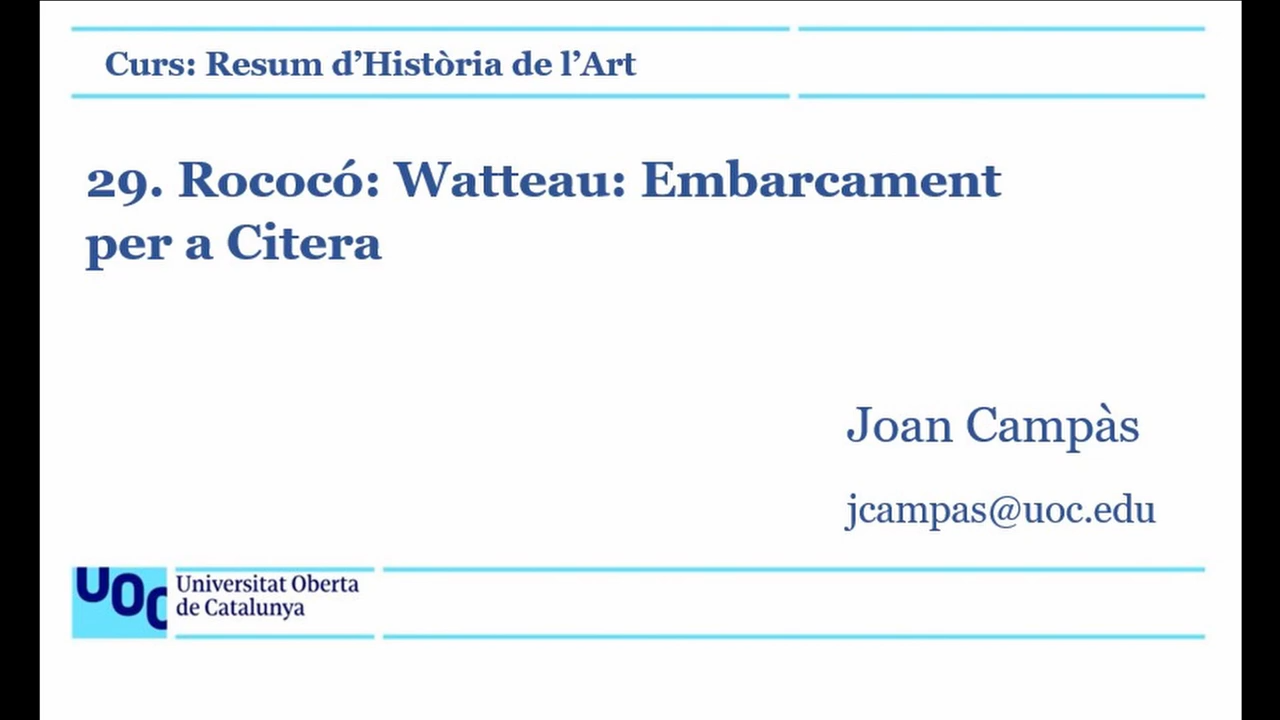 Curs: Resum d’Història de l’Art
29. Rococó: Watteau: Embarcament
per a Citera
Joan Campàs
jcampas@uoc.edu
UOC
Universitat Oberta
de Catalunya